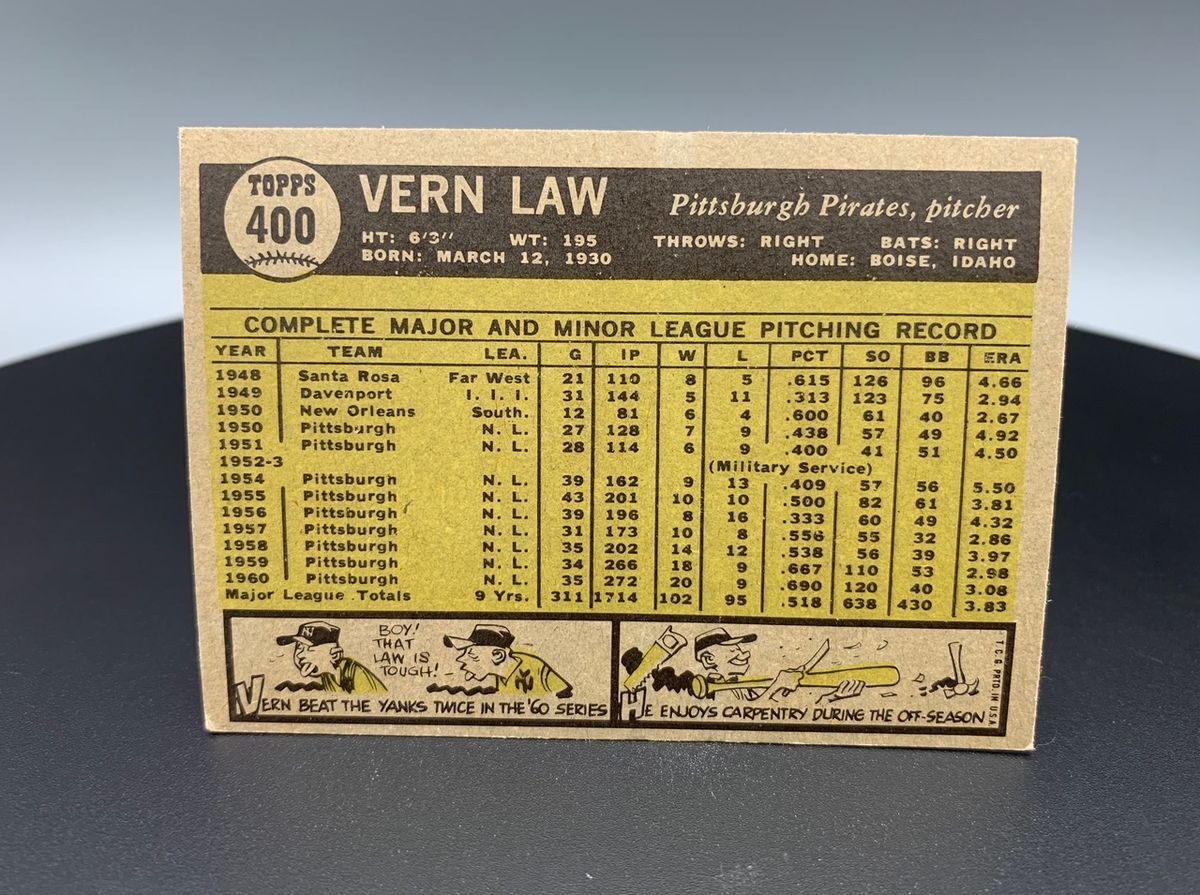 TOPPS
400
VERN LAW
Pittsburgh Pirates, pitcher
HT: 6'3" WT: 195 THROWS: RIGHT BATS: RIGHT
BORN: MARCH 12, 1930 HOME: BOISE, IDAHO
COMPLETE MAJOR AND MINOR LEAGUE PITCHING RECORD
YEAR TEAM LEA. G IP W L PCT SO BB ERA
1948 Santa Rosa Far West 21 110 8 5 .615 126 96 4.66
1949 Davenport I. I. I. 31 144 5 11 .313 123 75 2.94
1950 New Orleans South. 12 81 6 4 .600 61 40 2.67
1950 Pittsburgh N. L. 27 128 7 9 .438 57 49 4.92
1951 Pittsburgh N. L. 28 114 6 9 .400 41 51 4.50
1952-3 (Military Service)
1954 Pittsburgh N. L. 39 162 9 13 .409 57 56 5.50
1955 Pittsburgh N. L. 43 201 10 10 .500 82 61 3.81
1956 Pittsburgh N. L. 39 196 8 16 .333 60 49 4.32
1957 Pittsburgh N. L. 31 173 10 8 .556 55 32 2.86
1958 Pittsburgh N. L. 35 202 14 12 .538 56 39 3.97
1959 Pittsburgh N. L. 34 266 18 9 .667 110 53 2.98
1960 Pittsburgh N. L. 35 272 20 9 .690 120 40 3.08
Major League Totals 9 Yrs. 311 1714 102 95 .518 638 430 3.83
BOY!
THAT
LAW IS
TOUGH!
VERN BEAT THE YANKS TWICE IN THE '60 SERIES
HE ENJOYS CARPENTRY DURING THE OFF-SEASON
T.C.G. PRTD. IN U.S.A.